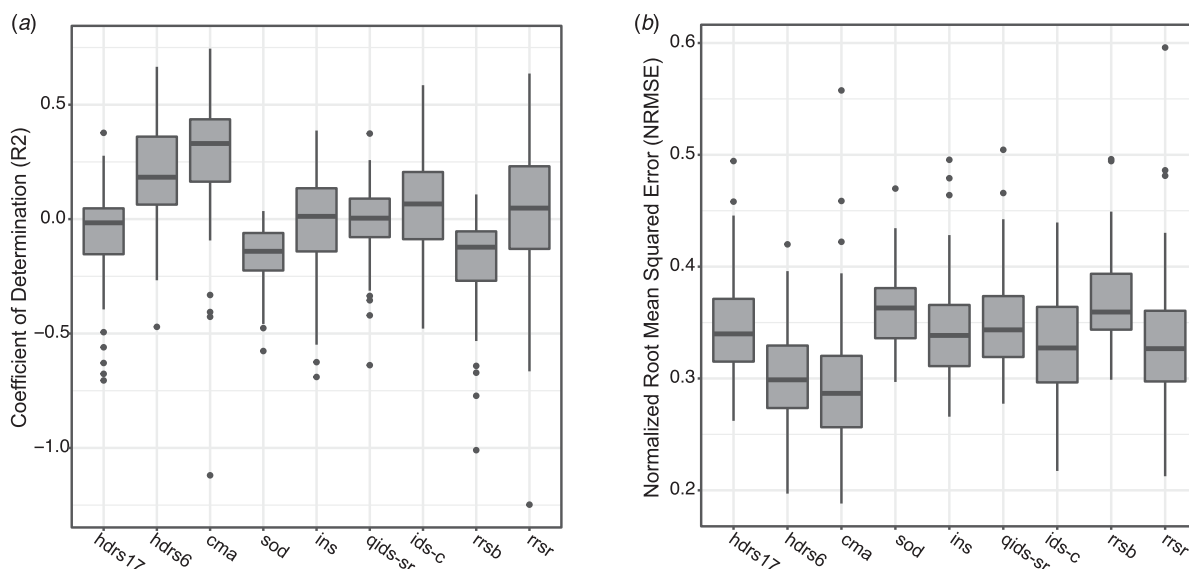 (a)
Coefficient of Determination (R2)
0.5
0.0
−0.5
−1.0
hdrs17 hdrs6 cma sod ins qids-sr ids-c rrsb rrsr
(b)
Normalized Root Mean Squared Error (NRMSE)
0.6
0.5
0.4
0.3
0.2
hdrs17 hdrs6 cma sod ins qids-sr ids-c rrsb rrsr